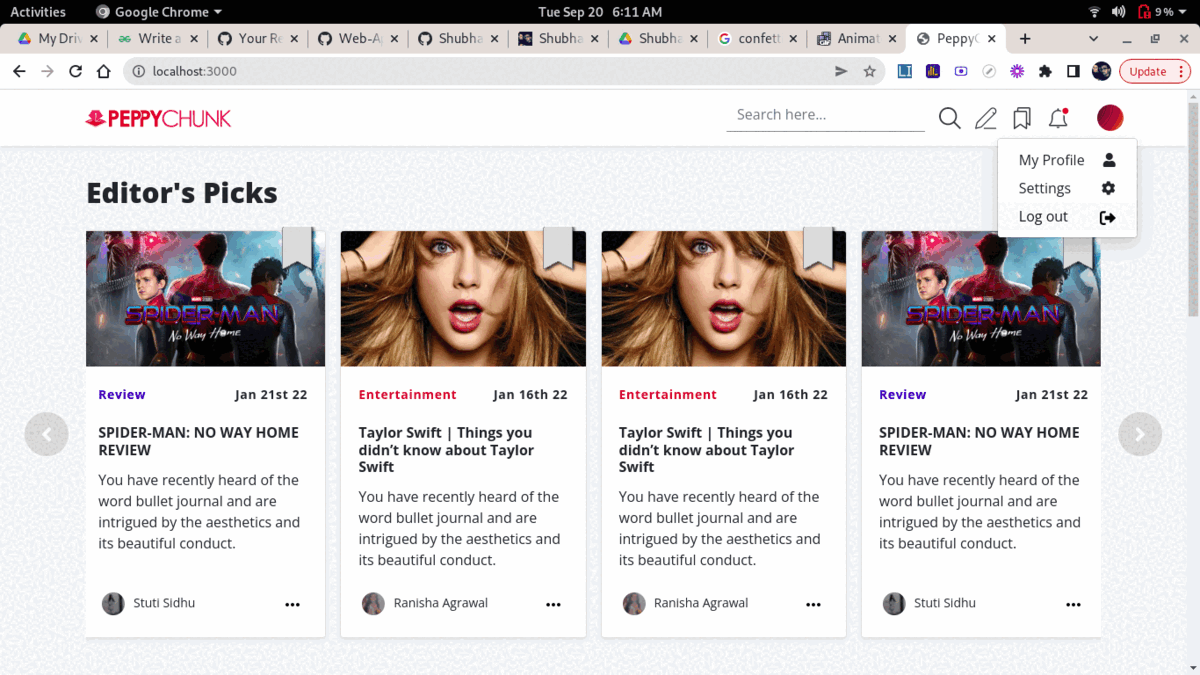 Activities
Google Chrome
Tue Sep 20 6:11 AM
9 %
My Driv
Write a
Your Re
Web-Ap
Shubha
Shubha
Shubha
confett
Animat
PeppyC
localhost:3000
Update
PEPPYCHUNK
Search here...
My Profile
Settings
Log out
Editor's Picks
MARVEL STUDIOS
SPIDER-MAN
No Way Home
MARVEL STUDIOS
SPIDER-MAN
No Way Home
Review Jan 21st 22
SPIDER-MAN: NO WAY HOME
REVIEW
You have recently heard of the
word bullet journal and are
intrigued by the aesthetics and
its beautiful conduct.
Stuti Sidhu
Entertainment Jan 16th 22
Taylor Swift | Things you
didn’t know about Taylor
Swift
You have recently heard of the
word bullet journal and are
intrigued by the aesthetics and
its beautiful conduct.
Ranisha Agrawal
Entertainment Jan 16th 22
Taylor Swift | Things you
didn’t know about Taylor
Swift
You have recently heard of the
word bullet journal and are
intrigued by the aesthetics and
its beautiful conduct.
Ranisha Agrawal
Review Jan 21st 22
SPIDER-MAN: NO WAY HOME
REVIEW
You have recently heard of the
word bullet journal and are
intrigued by the aesthetics and
its beautiful conduct.
Stuti Sidhu